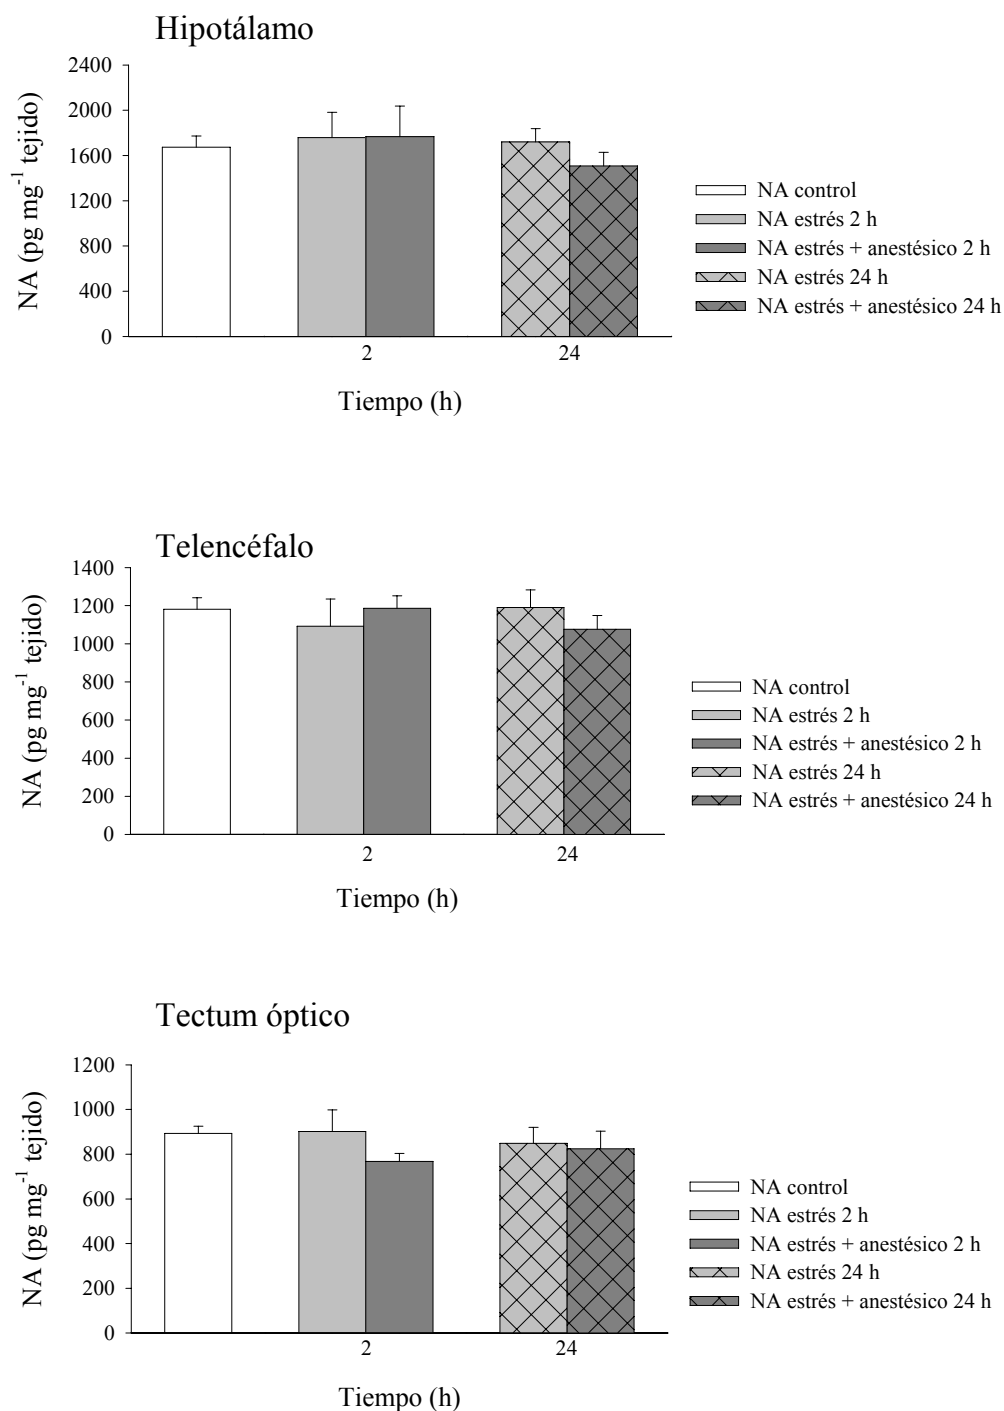 Hipotálamo
2400
2000
1600
1200
800
400
0
NA (pg mg⁻¹ tejido)
2
24
Tiempo (h)
NA control
NA estrés 2 h
NA estrés + anestésico 2 h
NA estrés 24 h
NA estrés + anestésico 24 h
Telencéfalo
1400
1200
1000
800
600
400
200
0
NA (pg mg⁻¹ tejido)
2
24
Tiempo (h)
NA control
NA estrés 2 h
NA estrés + anestésico 2 h
NA estrés 24 h
NA estrés + anestésico 24 h
Tectum óptico
1200
1000
800
600
400
200
0
NA (pg mg⁻¹ tejido)
2
24
Tiempo (h)
NA control
NA estrés 2 h
NA estrés + anestésico 2 h
NA estrés 24 h
NA estrés + anestésico 24 h